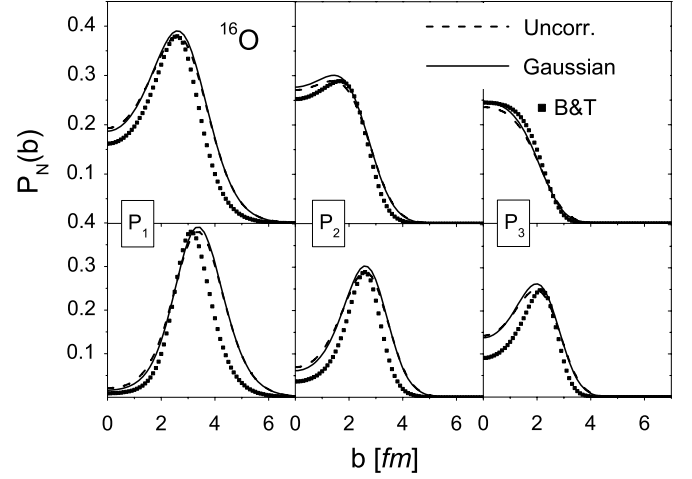 0.4
¹⁶O
Uncorr.
Gaussian
B&T
0.3
0.2
0.1
P_N(b)
0.4
P₁
P₂
P₃
0.3
0.2
0.1
0 2 4 6 0 2 4 6 0 2 4 6
b [fm]